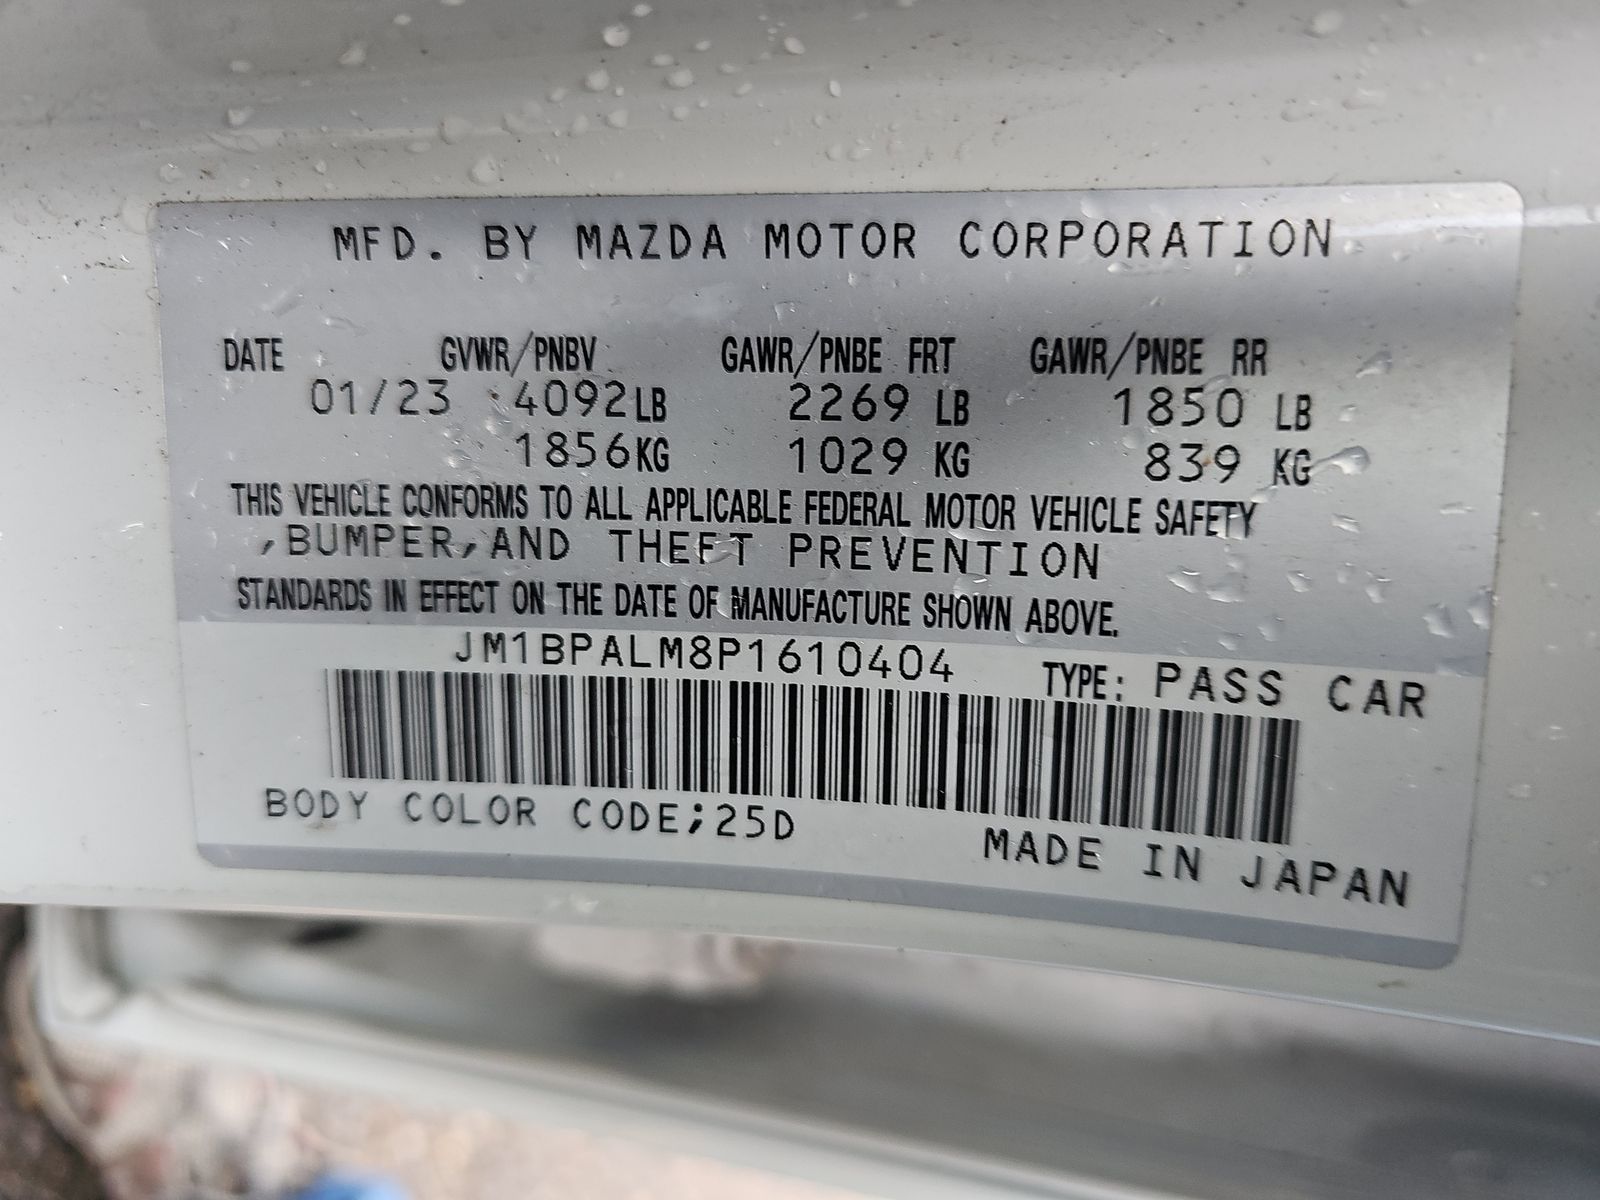 MFD. BY MAZDA MOTOR CORPORATION
DATE GVWR/PNBV GAWR/PNBE FRT GAWR/PNBE RR
01/23 4092LB 2269 LB 1850 LB
1856KG 1029 KG 839 KG
THIS VEHICLE CONFORMS TO ALL APPLICABLE FEDERAL MOTOR VEHICLE SAFETY
,BUMPER,AND THEFT PREVENTION
STANDARDS IN EFFECT ON THE DATE OF MANUFACTURE SHOWN ABOVE.
JM1BPALM8P1610404 TYPE: PASS CAR
BODY COLOR CODE;25D MADE IN JAPAN